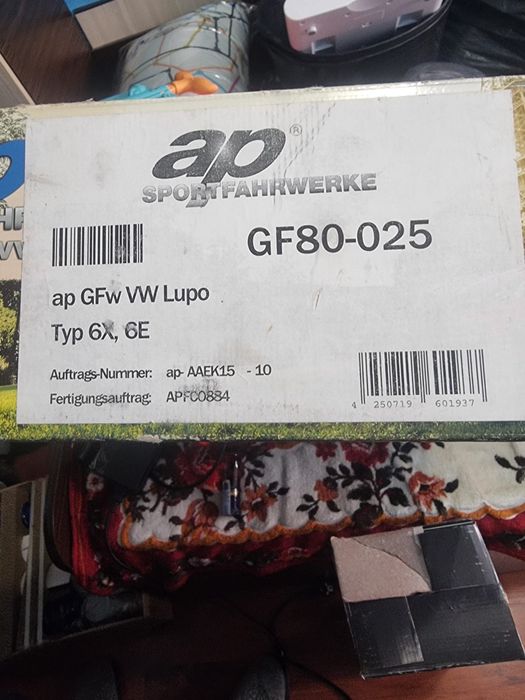 ap®
SPORTFAHRWERKE
GF80-025
ap GFw VW Lupo
Typ 6X, 6E
Auftrags-Nummer: ap- AAEK15 - 10
Fertigungsauftrag: APFC0884
4 250719 601937